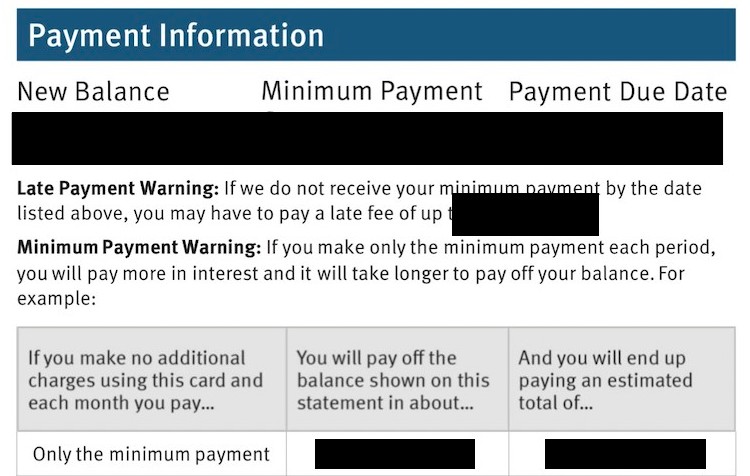 Payment Information
New Balance Minimum Payment Payment Due Date
Late Payment Warning: If we do not receive your minimum payment by the date
listed above, you may have to pay a late fee of up
Minimum Payment Warning: If you make only the minimum payment each period,
you will pay more in interest and it will take longer to pay off your balance. For
example:
If you make no additional You will pay off the And you will end up
charges using this card and balance shown on this paying an estimated
each month you pay... statement in about... total of...
Only the minimum payment